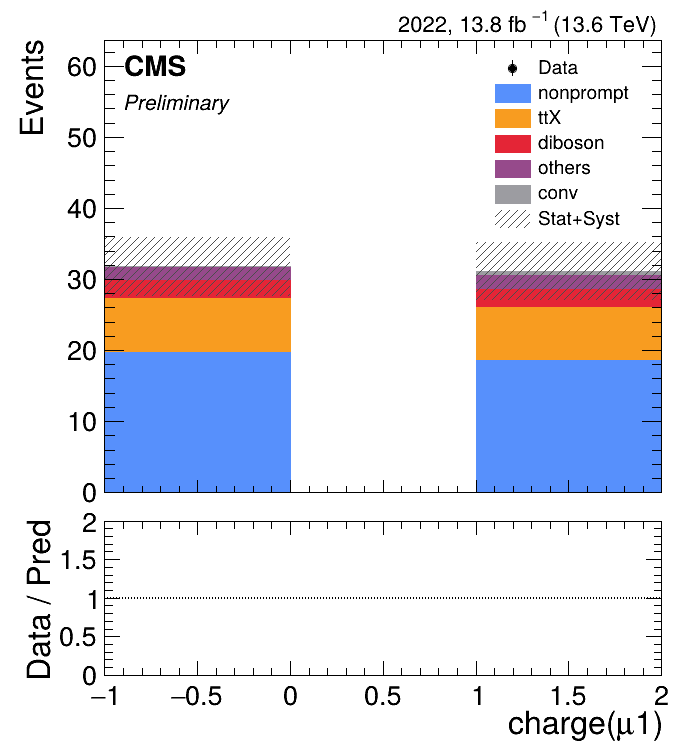 2022, 13.8 fb⁻¹ (13.6 TeV)
Events
60
50
40
30
20
10
0
CMS
Preliminary
Data
nonprompt
ttX
diboson
others
conv
Stat+Syst
Data / Pred
2
1.5
1
0.5
0
−1 −0.5 0 0.5 1 1.5 2
charge(μ1)